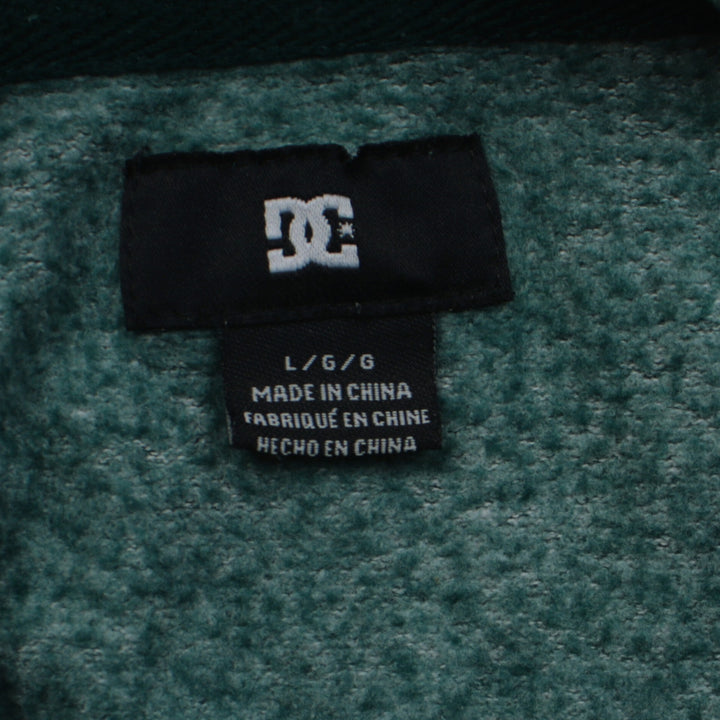 DC
L/G/G
MADE IN CHINA
FABRIQUÉ EN CHINE
HECHO EN CHINA